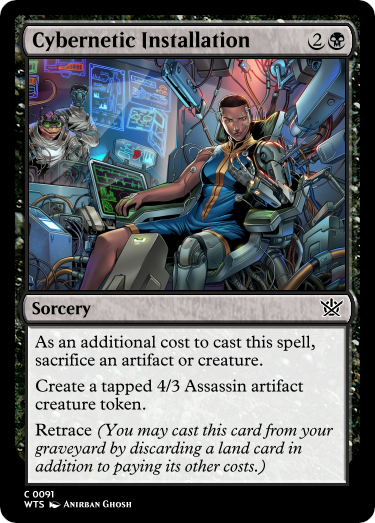 Cybernetic Installation 2
Sorcery
As an additional cost to cast this spell,
sacrifice an artifact or creature.
Create a tapped 4/3 Assassin artifact
creature token.
Retrace (You may cast this card from your
graveyard by discarding a land card in
addition to paying its other costs.)
C 0091
WTS Anirban Ghosh